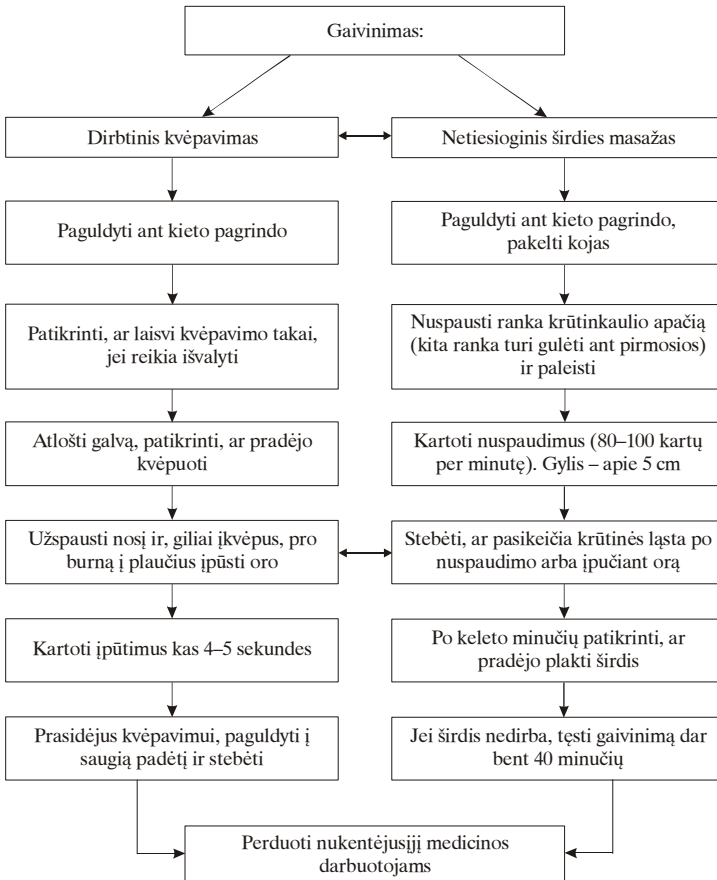 Gaivinimas:
Dirbtinis kvėpavimas
Netiesioginis širdies masažas
Paguldyti ant kieto pagrindo
Paguldyti ant kieto pagrindo,
pakelti kojas
Patikrinti, ar laisvi kvėpavimo takai,
jei reikia išvalyti
Nuspausti ranka krūtinkaulio apačią
(kita ranka turi gulėti ant pirmosios)
ir paleisti
Atlošti galvą, patikrinti, ar pradėjo
kvėpuoti
Kartoti nuspaudimus (80–100 kartų
per minutę). Gylis – apie 5 cm
Užspausti nosį ir, giliai įkvėpus, pro
burną į plaučius įpūsti oro
Stebėti, ar pasikeičia krūtinės ląsta po
nuspaudimo arba įpučiant orą
Kartoti įpūtimus kas 4–5 sekundes
Po keleto minučių patikrinti, ar
pradėjo plakti širdis
Prasidėjus kvėpavimui, paguldyti į
saugią padėtį ir stebėti
Jei širdis nedirba, tęsti gaivinimą dar
bent 40 minučių
Perduoti nukentėjusįjį medicinos
darbuotojams